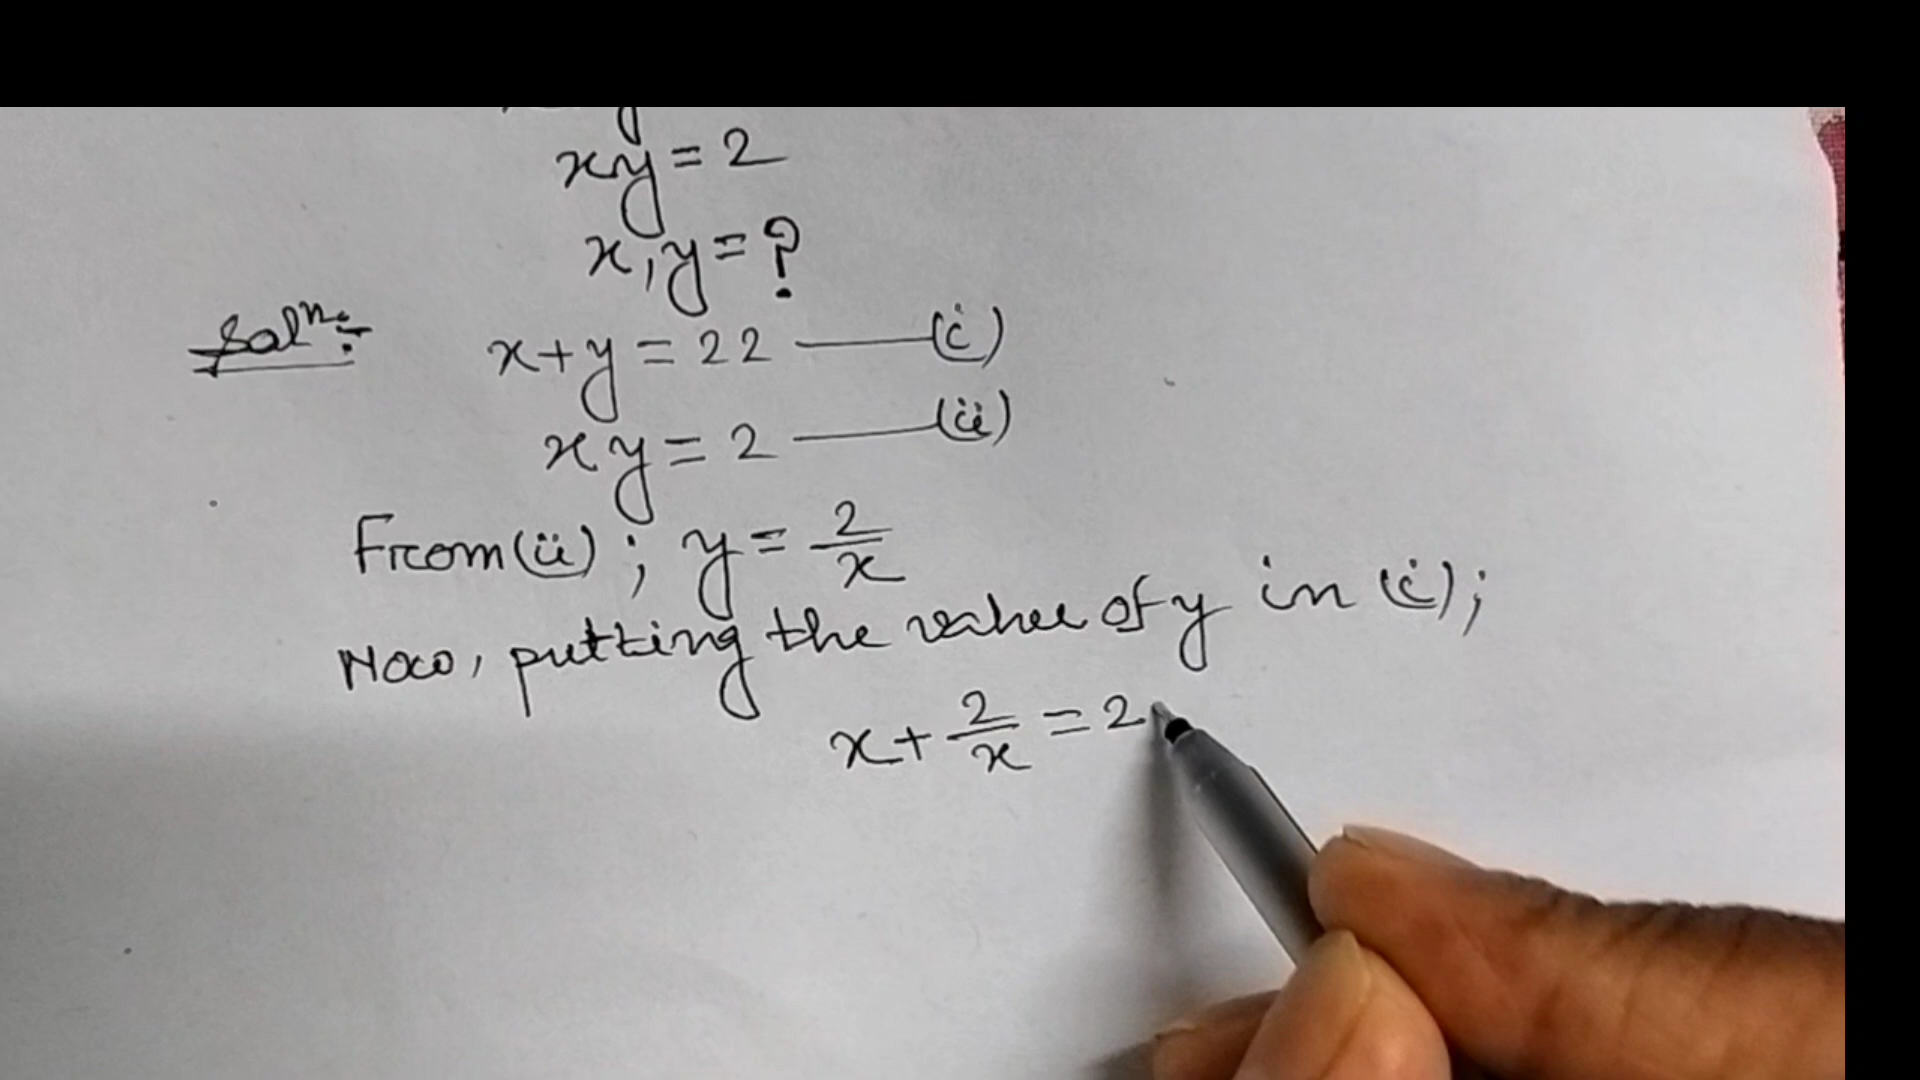 xy = 2
x, y = ?
Solⁿ:-
x + y = 22 —— (i)
xy = 2 —— (ii)
From (ii) ; y = 2/x
Now, putting the value of y in (i) ;
x + 2/x = 2